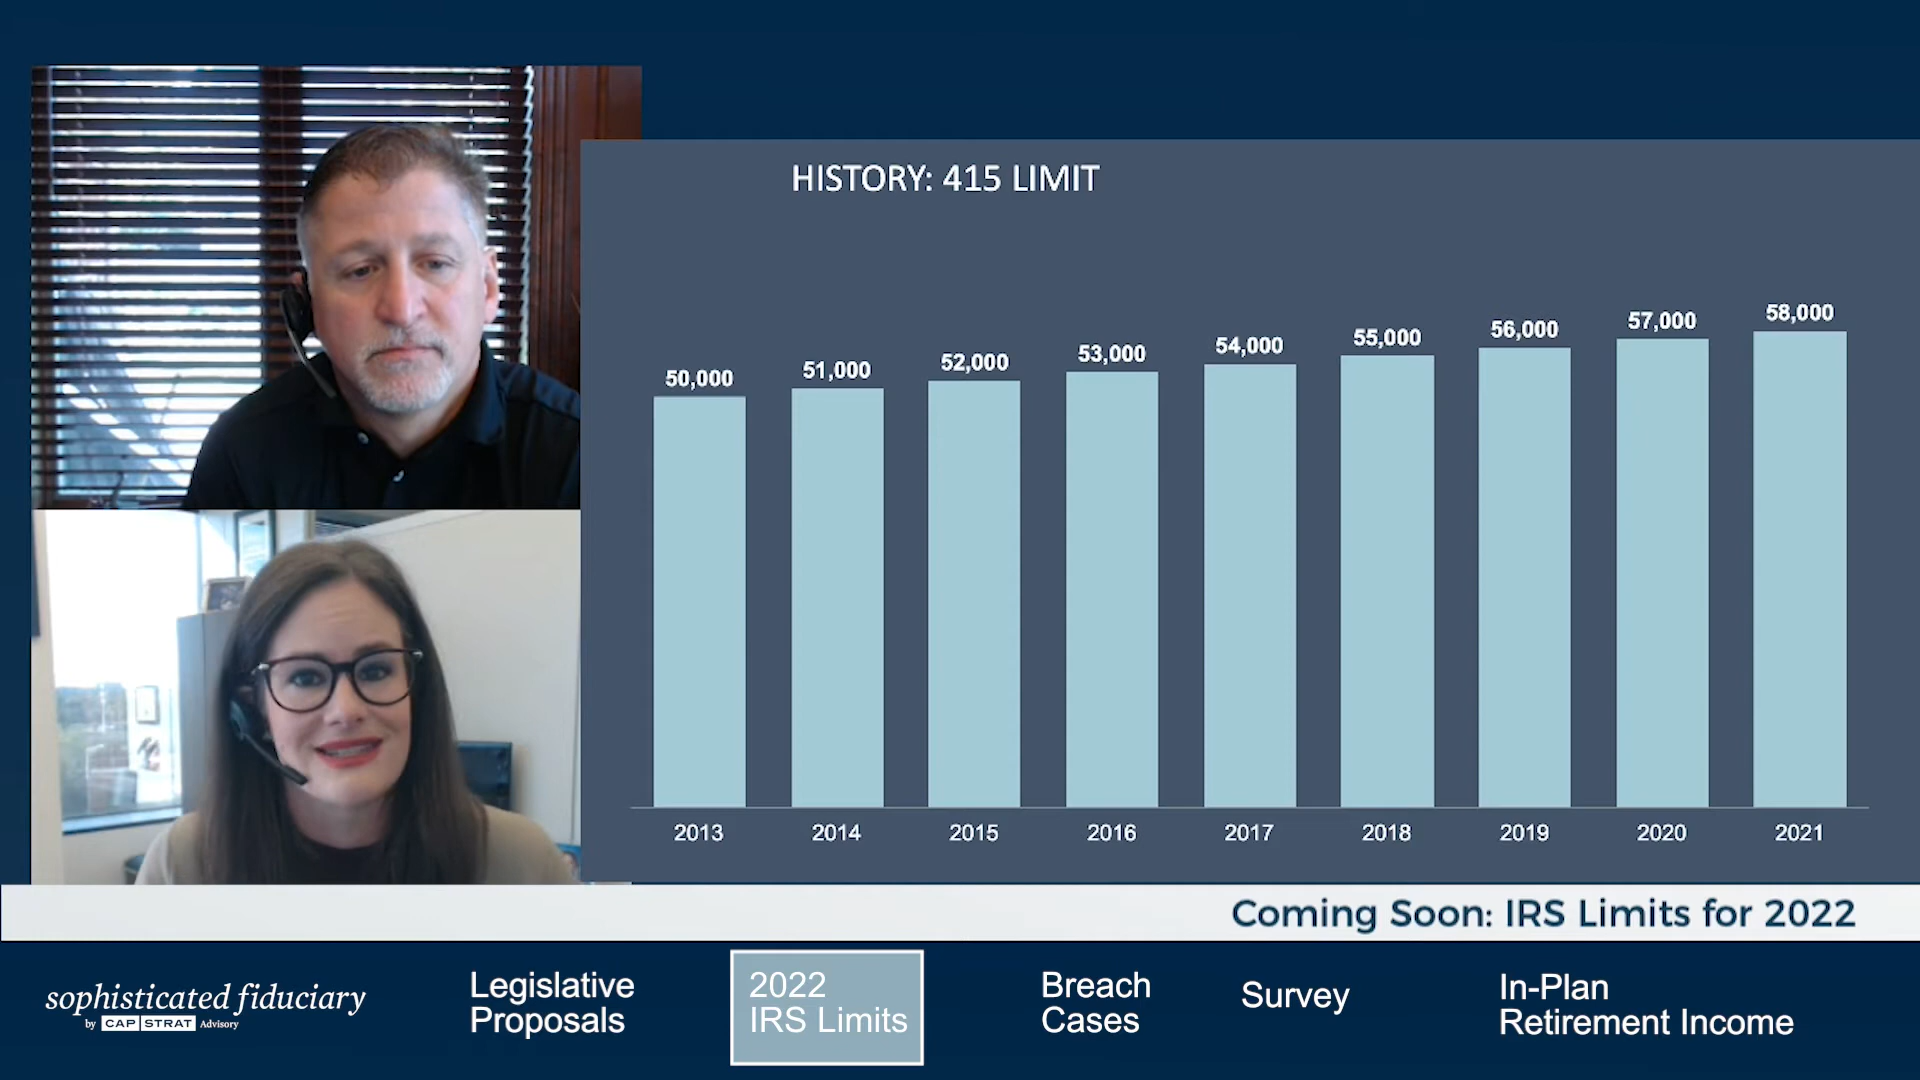 HISTORY: 415 LIMIT
50,000
51,000
52,000
53,000
54,000
55,000
56,000
57,000
58,000
2013
2014
2015
2016
2017
2018
2019
2020
2021
Coming Soon: IRS Limits for 2022
sophisticated fiduciary
by CAP STRAT Advisory
Legislative
Proposals
2022
IRS Limits
Breach
Cases
Survey
In-Plan
Retirement Income